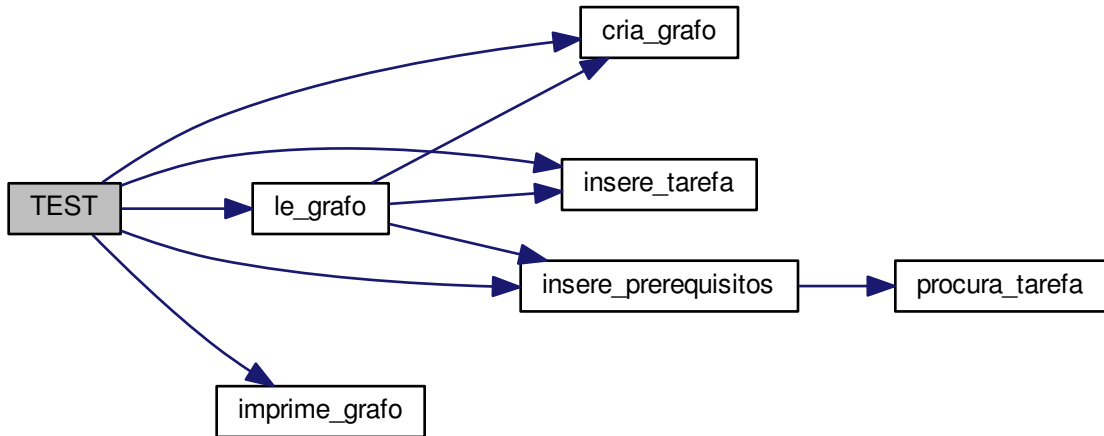 cria_grafo
insere_tarefa
TEST
le_grafo
insere_prerequisitos
procura_tarefa
imprime_grafo